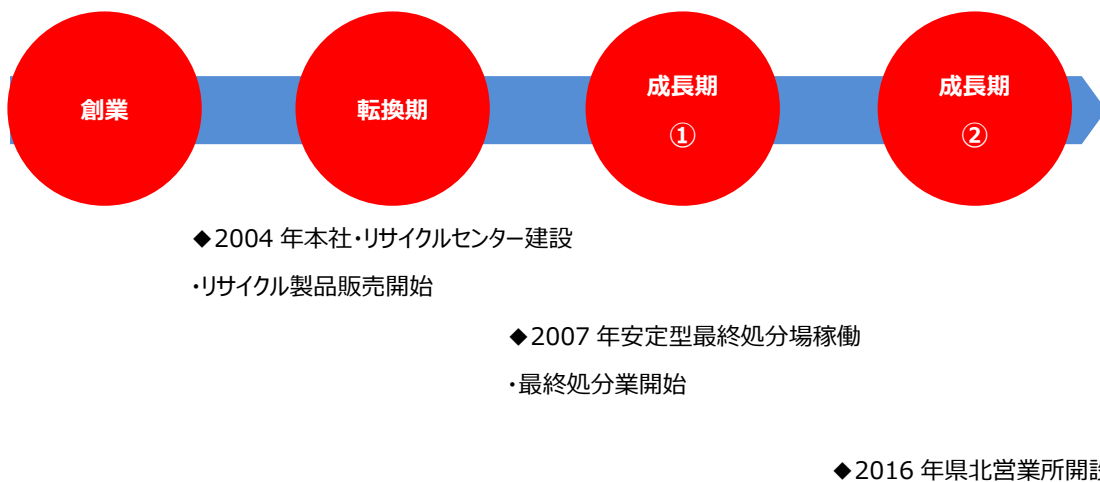 創業
転換期
成長期
①
成長期
②
◆2004 年本社・リサイクルセンター建設
・リサイクル製品販売開始
◆2007 年安定型最終処分場稼働
・最終処分業開始
◆2016 年県北営業所開設